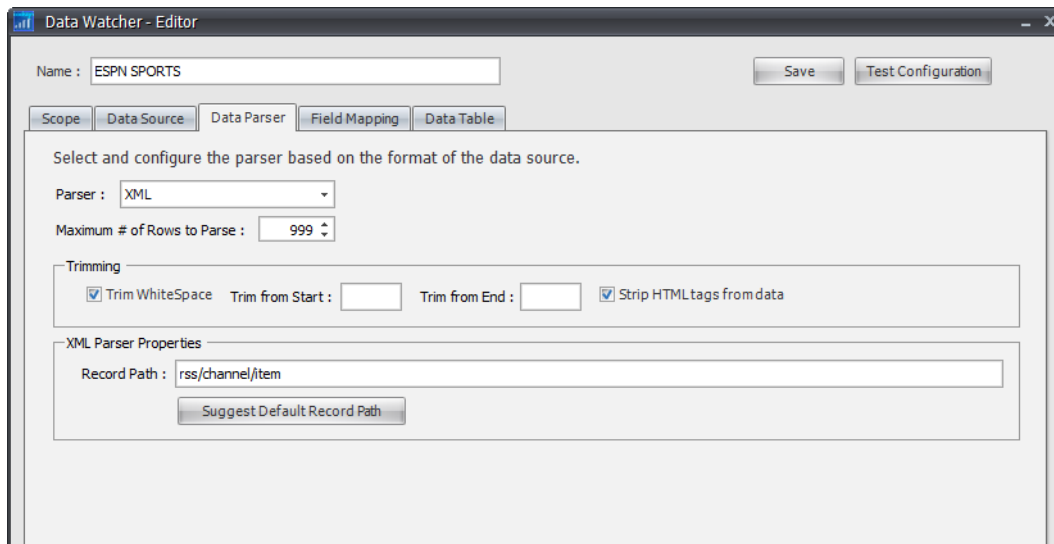 Data Watcher - Editor
Name : ESPN SPORTS Save Test Configuration
Scope Data Source Data Parser Field Mapping Data Table
Select and configure the parser based on the format of the data source.
Parser : XML
Maximum # of Rows to Parse : 999
Trimming
Trim WhiteSpace Trim from Start : Trim from End : Strip HTML tags from data
XML Parser Properties
Record Path : rss/channel/item
Suggest Default Record Path